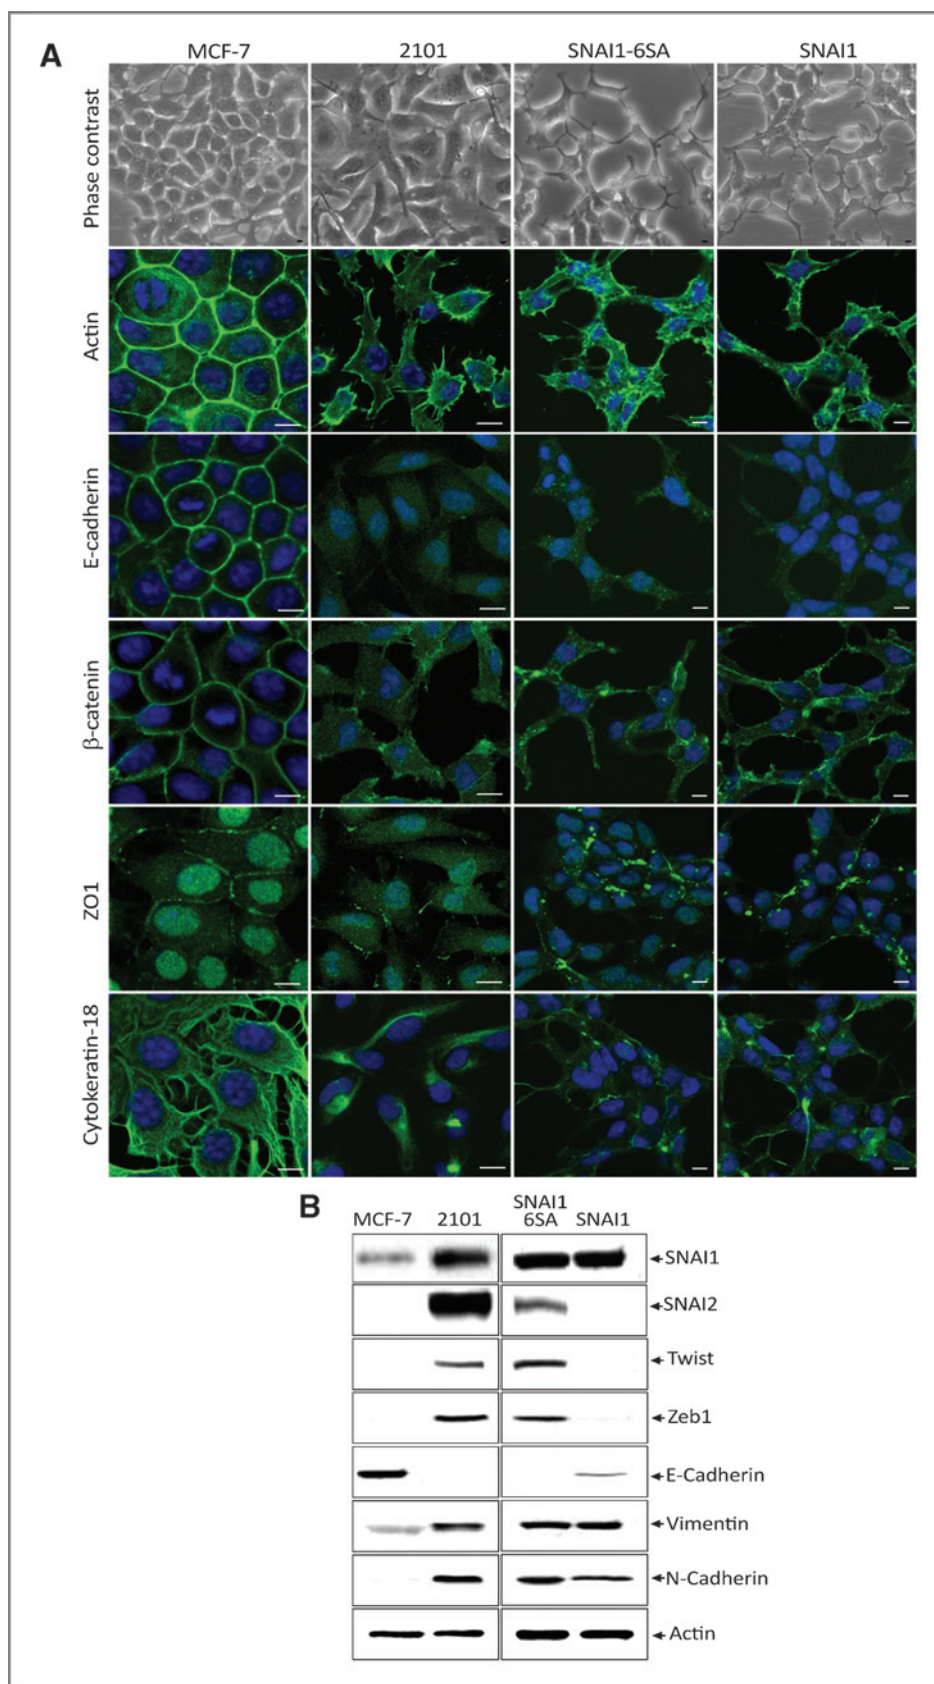 A
MCF-7 2101 SNAI1-6SA SNAI1
Phase contrast
Actin
E-cadherin
β-catenin
ZO1
Cytokeratin-18
B
MCF-7 2101 SNAI1 6SA SNAI1
SNAI1
SNAI2
Twist
Zeb1
E-Cadherin
Vimentin
N-Cadherin
Actin